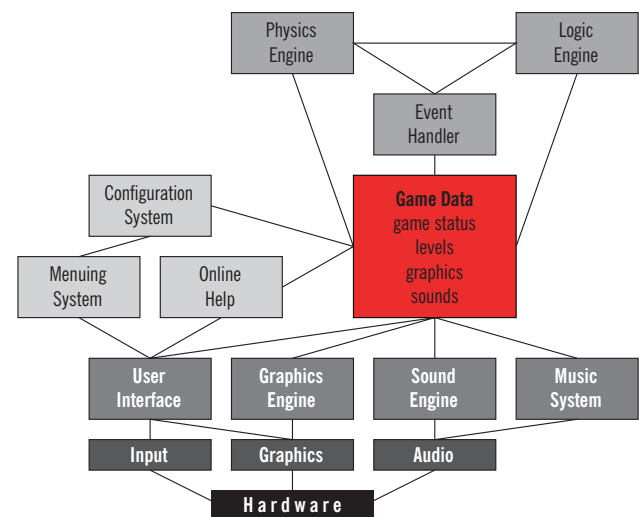 Physics
Engine
Logic
Engine
Event
Handler
Configuration
System
Game Data
game status
levels
graphics
sounds
Menuing
System
Online
Help
User
Interface
Graphics
Engine
Sound
Engine
Music
System
Input
Graphics
Audio
Hardware